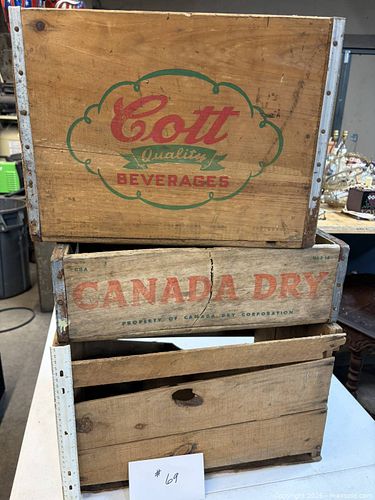 Cott
Quality
BEVERAGES
CANADA DRY
PROPERTY OF CANADA DRY CORPORATION
# 69